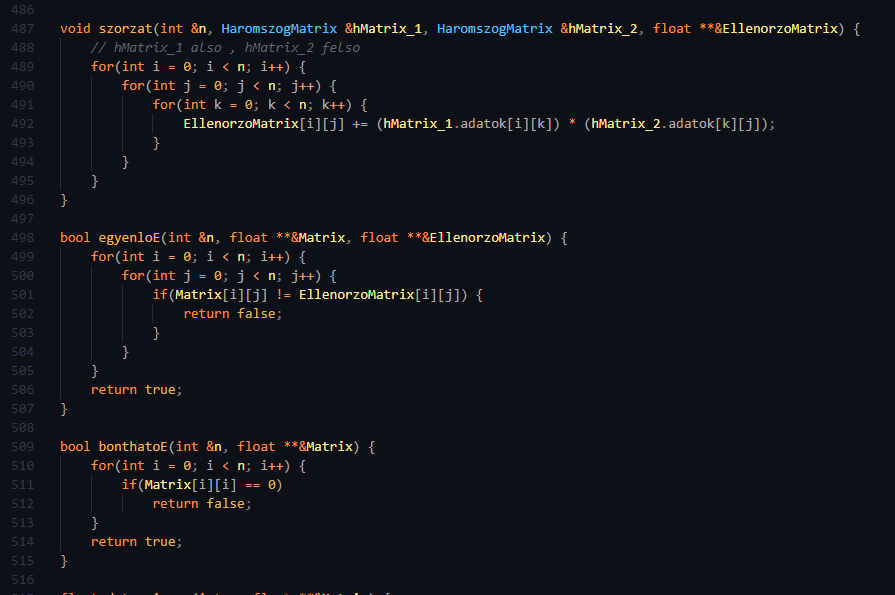 486
487 void szorzat(int &n, HaromszogMatrix &hMatrix_1, HaromszogMatrix &hMatrix_2, float **&EllenorzoMatrix) {
488 // hMatrix_1 also , hMatrix_2 felso
489 for(int i = 0; i < n; i++) {
490 for(int j = 0; j < n; j++) {
491 for(int k = 0; k < n; k++) {
492 EllenorzoMatrix[i][j] += (hMatrix_1.adatok[i][k]) * (hMatrix_2.adatok[k][j]);
493 }
494 }
495 }
496 }
497
498 bool egyenloE(int &n, float **&Matrix, float **&EllenorzoMatrix) {
499 for(int i = 0; i < n; i++) {
500 for(int j = 0; j < n; j++) {
501 if(Matrix[i][j] != EllenorzoMatrix[i][j]) {
502 return false;
503 }
504 }
505 }
506 return true;
507 }
508
509 bool bonthatoE(int &n, float **&Matrix) {
510 for(int i = 0; i < n; i++) {
511 if(Matrix[i][i] == 0)
512 return false;
513 }
514 return true;
515 }
516